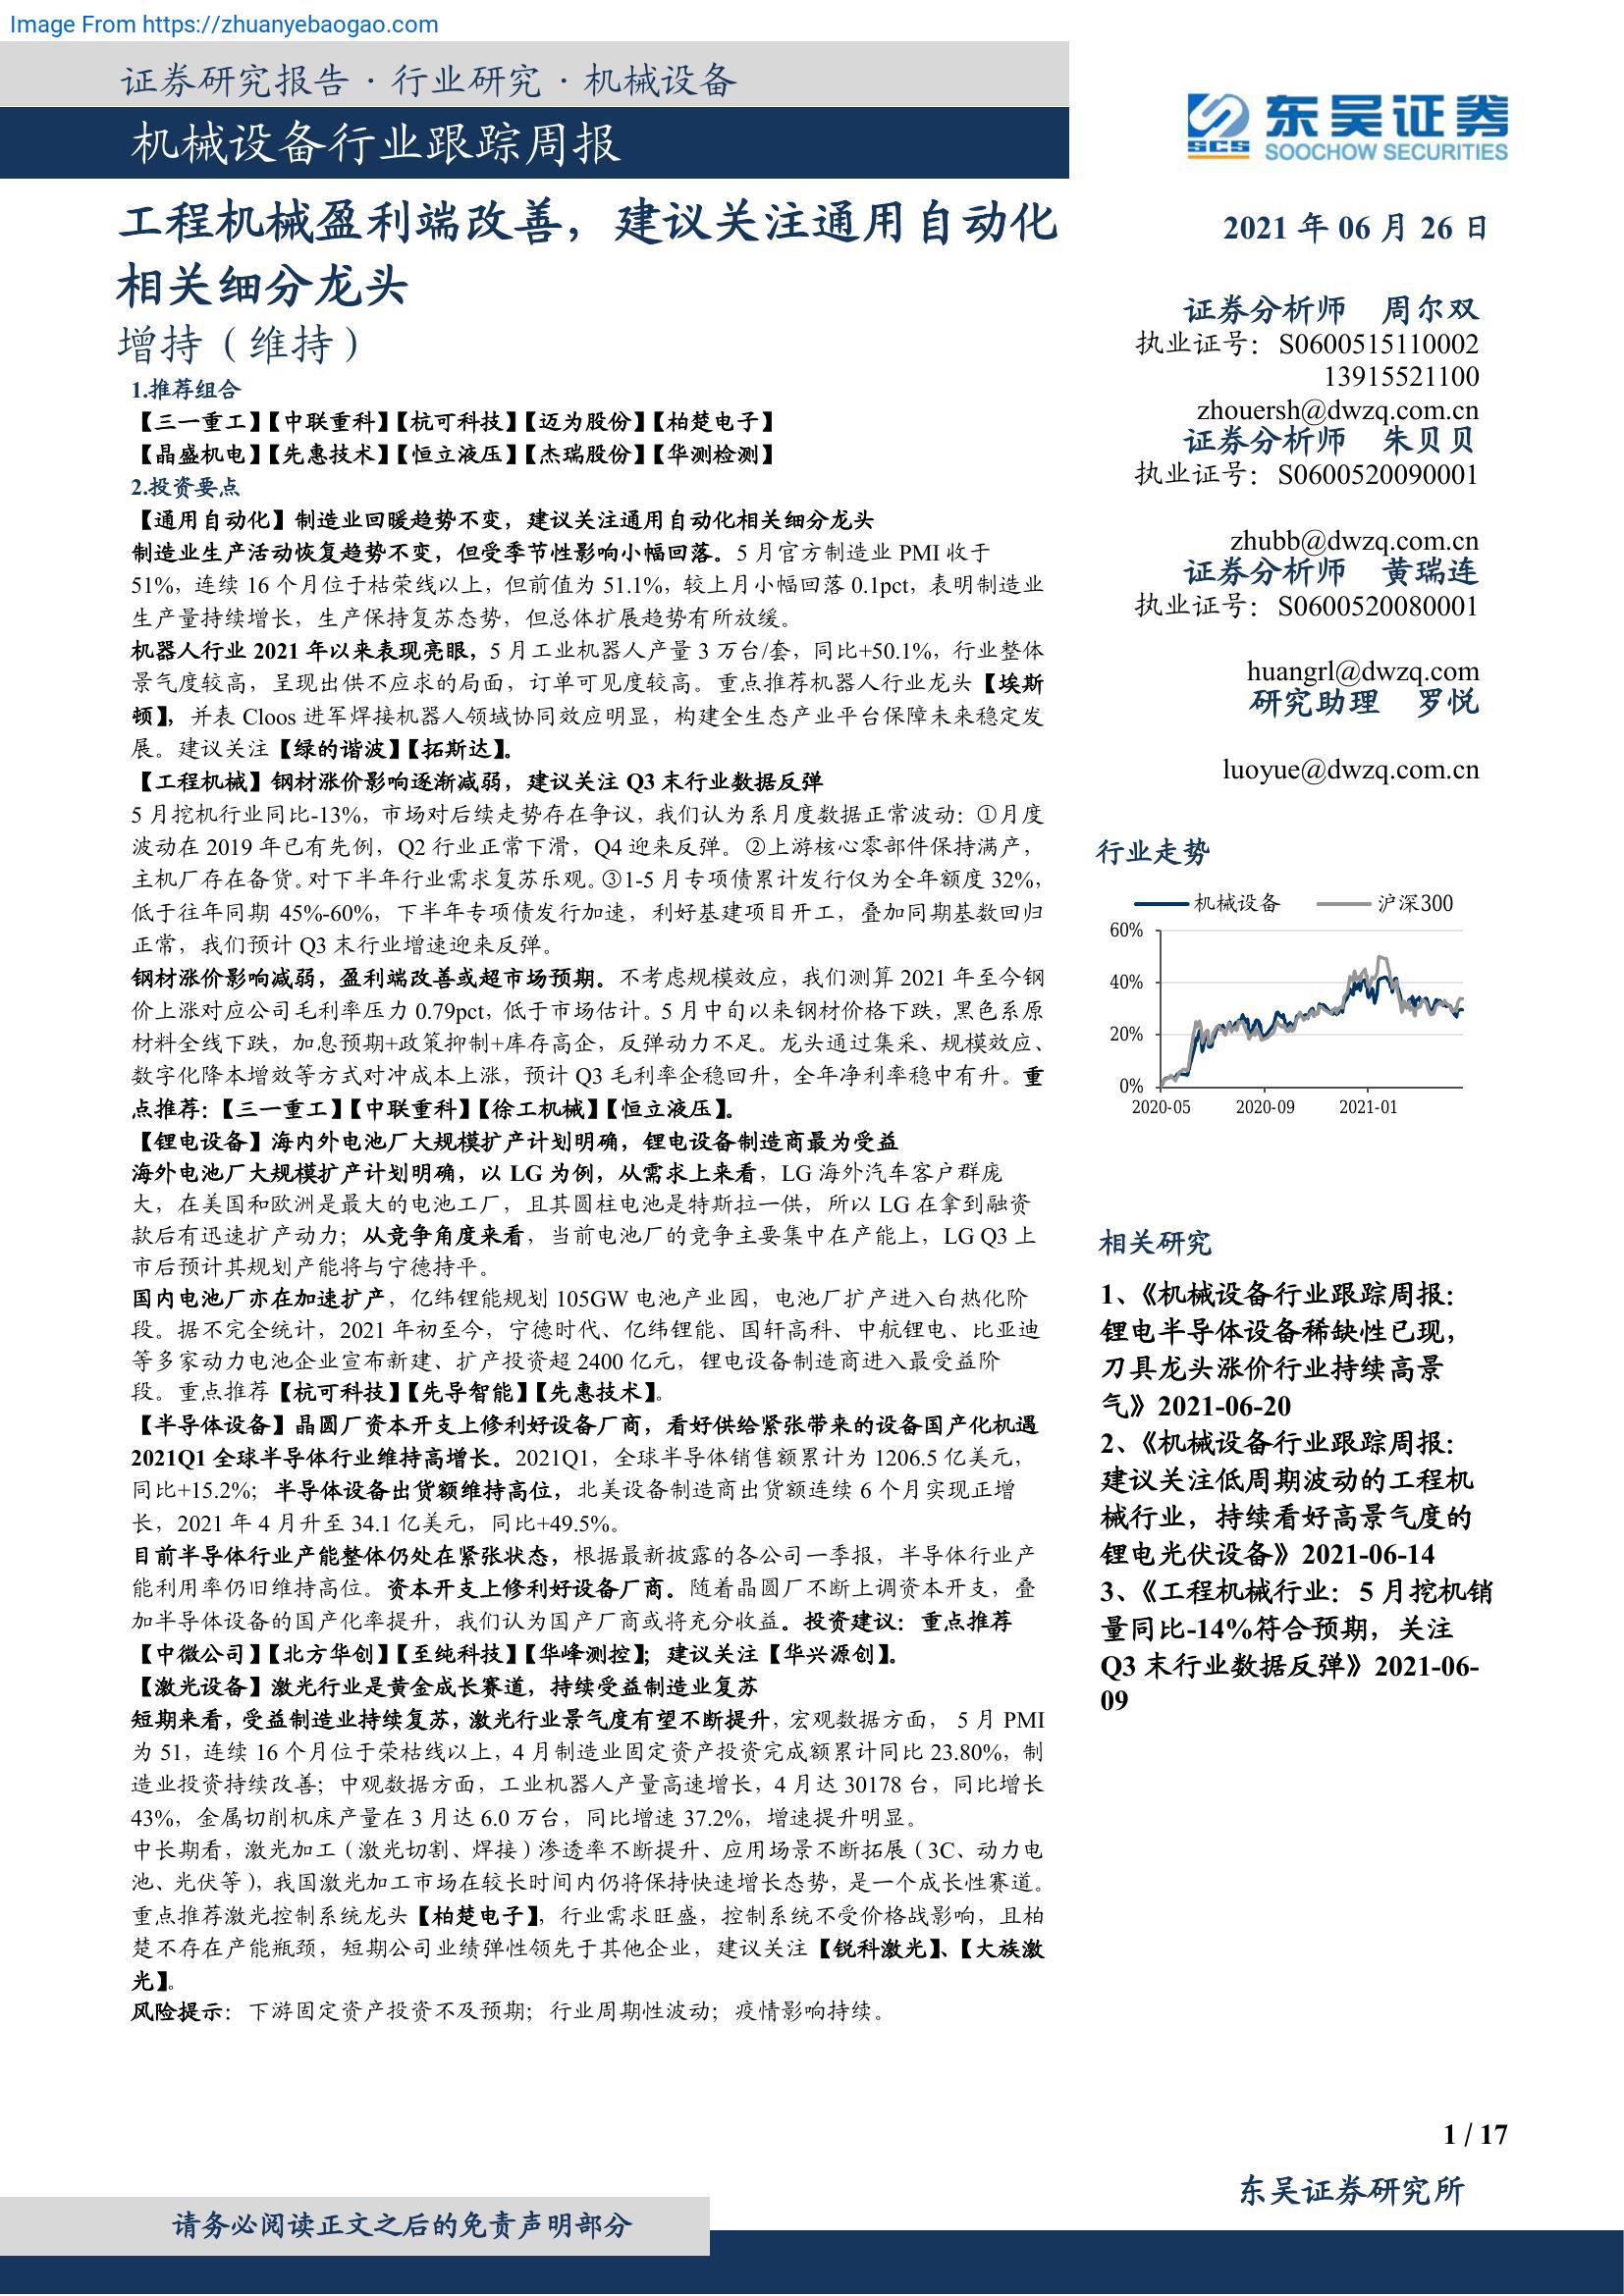 Image From https://zhuanyebaogao.com
证券研究报告·行业研究·机械设备
机械设备行业跟踪周报
东吴证券
SCS
SOOCHOW SECURITIES
工程机械盈利端改善，建议关注通用自动化
相关细分龙头
增持（维持）
1.推荐组合
【三一重工】【中联重科】【杭可科技】【迈为股份】【柏楚电子】
【晶盛机电】【先惠技术】【恒立液压】【杰瑞股份】【华测检测】
2.投资要点
【通用自动化】制造业回暖趋势不变，建议关注通用自动化相关细分龙头
制造业生产活动恢复趋势不变，但受季节性影响小幅回落。5 月官方制造业 PMI 收于
51%，连续 16 个月位于枯荣线以上，但前值为 51.1%，较上月小幅回落 0.1pct，表明制造业
生产量持续增长，生产保持复苏态势，但总体扩展趋势有所放缓。
机器人行业 2021 年以来表现亮眼，5 月工业机器人产量 3 万台/套，同比+50.1%，行业整体
景气度较高，呈现出供不应求的局面，订单可见度较高。重点推荐机器人行业龙头【埃斯
顿】，并表 Cloos 进军焊接机器人领域协同效应明显，构建全生态产业平台保障未来稳定发
展。建议关注【绿的谐波】【拓斯达】。
【工程机械】钢材涨价影响逐渐减弱，建议关注 Q3 末行业数据反弹
5 月挖机行业同比-13%，市场对后续走势存在争议，我们认为系月度数据正常波动：①月度
波动在 2019 年已有先例，Q2 行业正常下滑，Q4 迎来反弹。②上游核心零部件保持满产，
主机厂存在备货。对下半年行业需求复苏乐观。③1-5 月专项债累计发行仅为全年额度 32%，
低于往年同期 45%-60%，下半年专项债发行加速，利好基建项目开工，叠加同期基数回归
正常，我们预计 Q3 末行业增速迎来反弹。
钢材涨价影响减弱，盈利端改善或超市场预期。不考虑规模效应，我们测算 2021 年至今钢
价上涨对应公司毛利率压力 0.79pct，低于市场估计。5 月中旬以来钢材价格下跌，黑色系原
材料全线下跌，加息预期+政策抑制+库存高企，反弹动力不足。龙头通过集采、规模效应、
数字化降本增效等方式对冲成本上涨，预计 Q3 毛利率企稳回升，全年净利率稳中有升。重
点推荐：【三一重工】【中联重科】【徐工机械】【恒立液压】。
【锂电设备】海内外电池厂大规模扩产计划明确，锂电设备制造商最为受益
海外电池厂大规模扩产计划明确，以 LG 为例，从需求上来看，LG 海外汽车客户群庞
大，在美国和欧洲是最大的电池工厂，且其圆柱电池是特斯拉一供，所以 LG 在拿到融资
款后有迅速扩产动力；从竞争角度来看，当前电池厂的竞争主要集中在产能上，LG Q3 上
市后预计其规划产能将与宁德持平。
国内电池厂亦在加速扩产，亿纬锂能规划 105GW 电池产业园，电池厂扩产进入白热化阶
段。据不完全统计，2021 年初至今，宁德时代、亿纬锂能、国轩高科、中航锂电、比亚迪
等多家动力电池企业宣布新建、扩产投资超 2400 亿元，锂电设备制造商进入最受益阶
段。重点推荐【杭可科技】【先导智能】【先惠技术】。
【半导体设备】晶圆厂资本开支上修利好设备厂商，看好供给紧张带来的设备国产化机遇
2021Q1 全球半导体行业维持高增长。2021Q1，全球半导体销售额累计为 1206.5 亿美元，
同比+15.2%；半导体设备出货额维持高位，北美设备制造商出货额连续 6 个月实现正增
长，2021 年 4 月升至 34.1 亿美元，同比+49.5%。
目前半导体行业产能整体仍处在紧张状态，根据最新披露的各公司一季报，半导体行业产
能利用率仍旧维持高位。资本开支上修利好设备厂商。随着晶圆厂不断上调资本开支，叠
加半导体设备的国产化率提升，我们认为国产厂商或将充分收益。投资建议：重点推荐
【中微公司】【北方华创】【至纯科技】【华峰测控】；建议关注【华兴源创】。
【激光设备】激光行业是黄金成长赛道，持续受益制造业复苏
短期来看，受益制造业持续复苏，激光行业景气度有望不断提升，宏观数据方面， 5 月 PMI
为 51，连续 16 个月位于荣枯线以上，4 月制造业固定资产投资完成额累计同比 23.80%，制
造业投资持续改善；中观数据方面，工业机器人产量高速增长，4 月达 30178 台，同比增长
43%，金属切削机床产量在 3 月达 6.0 万台，同比增速 37.2%，增速提升明显。
中长期看，激光加工（激光切割、焊接）渗透率不断提升、应用场景不断拓展（3C、动力电
池、光伏等），我国激光加工市场在较长时间内仍将保持快速增长态势，是一个成长性赛道。
重点推荐激光控制系统龙头【柏楚电子】，行业需求旺盛，控制系统不受价格战影响，且柏
楚不存在产能瓶颈，短期公司业绩弹性领先于其他企业，建议关注【锐科激光】、【大族激
光】。
风险提示：下游固定资产投资不及预期；行业周期性波动；疫情影响持续。
2021 年 06 月 26 日
证券分析师 周尔双
执业证号：S0600515110002
13915521100
zhouersh@dwzq.com.cn
证券分析师 朱贝贝
执业证号：S0600520090001
zhubb@dwzq.com.cn
证券分析师 黄瑞连
执业证号：S0600520080001
huangrl@dwzq.com
研究助理 罗悦
luoyue@dwzq.com.cn
行业走势
机械设备 沪深300
60%
40%
20%
0%
2020-05 2020-09 2021-01
相关研究
1、《机械设备行业跟踪周报：
锂电半导体设备稀缺性已现，
刀具龙头涨价行业持续高景
气》2021-06-20
2、《机械设备行业跟踪周报：
建议关注低周期波动的工程机
械行业，持续看好高景气度的
锂电光伏设备》2021-06-14
3、《工程机械行业：5 月挖机销
量同比-14%符合预期，关注
Q3 末行业数据反弹》2021-06-
09
1 / 17
东吴证券研究所
请务必阅读正文之后的免责声明部分